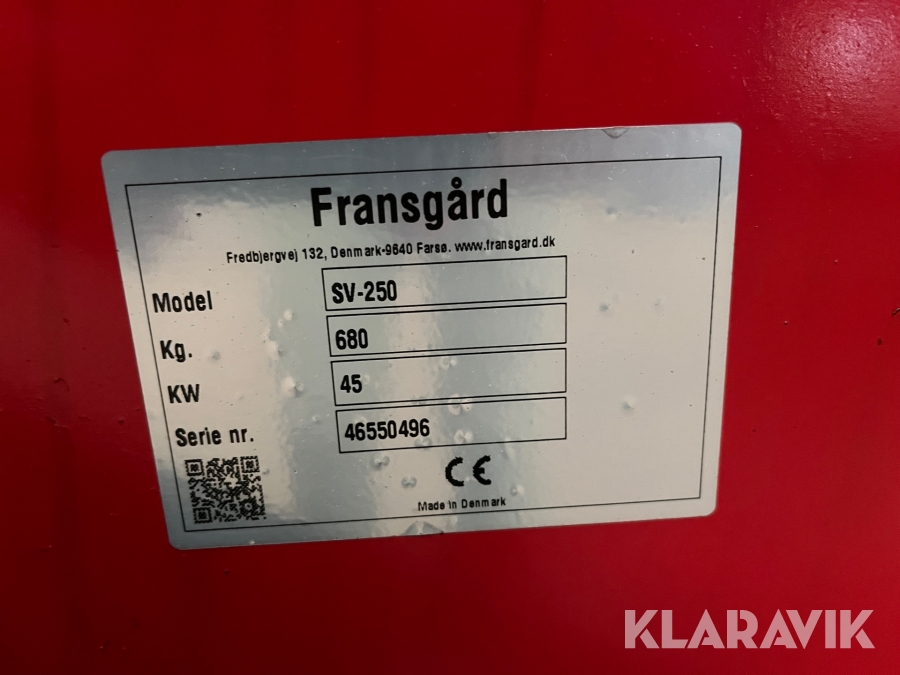 Fransgård
Fredbjergvej 132, Denmark-9640 Farsø. www.fransgard.dk
Model SV-250
Kg. 680
KW 45
Serie nr. 46550496
CE
Made in Denmark
KLARAVIK